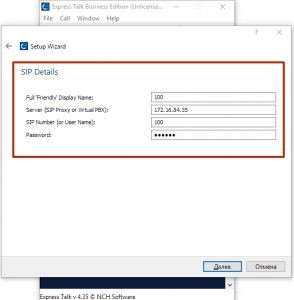 Express Talk Business Edition (Unlicense...
File Call View Help
Setup Wizard
SIP Details
Full 'Friendly' Display Name: 100
Server (SIP Proxy or Virtual PBX): 172.16.84.35
SIP Number (or User Name): 100
Password: ●●●●●●
Далее Отмена
Express Talk v 4.35 © NCH Software